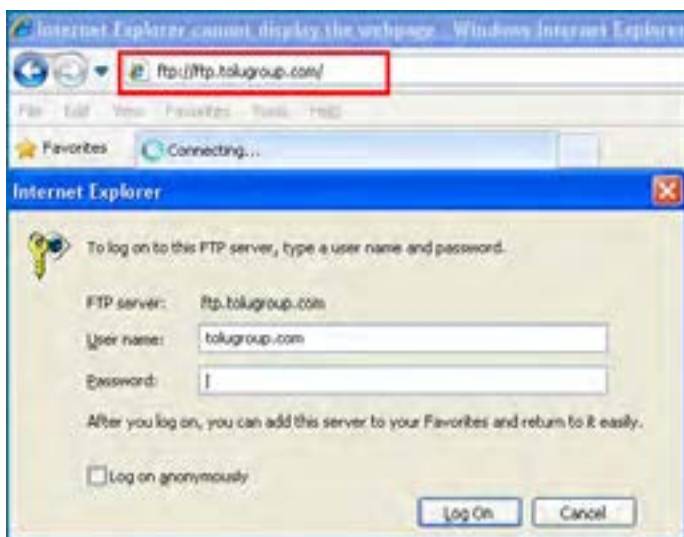 Internet Explorer cannot display the webpage - Windows Internet Explorer
ftp://ftp.tolugroup.com/
File Edit View Favorites Tools Help
Favorites Connecting...
Internet Explorer
To log on to this FTP server, type a user name and password.
FTP server: ftp.tolugroup.com
User name: tolugroup.com
Password:
After you log on, you can add this server to your Favorites and return to it easily.
Log on anonymously
Log On Cancel